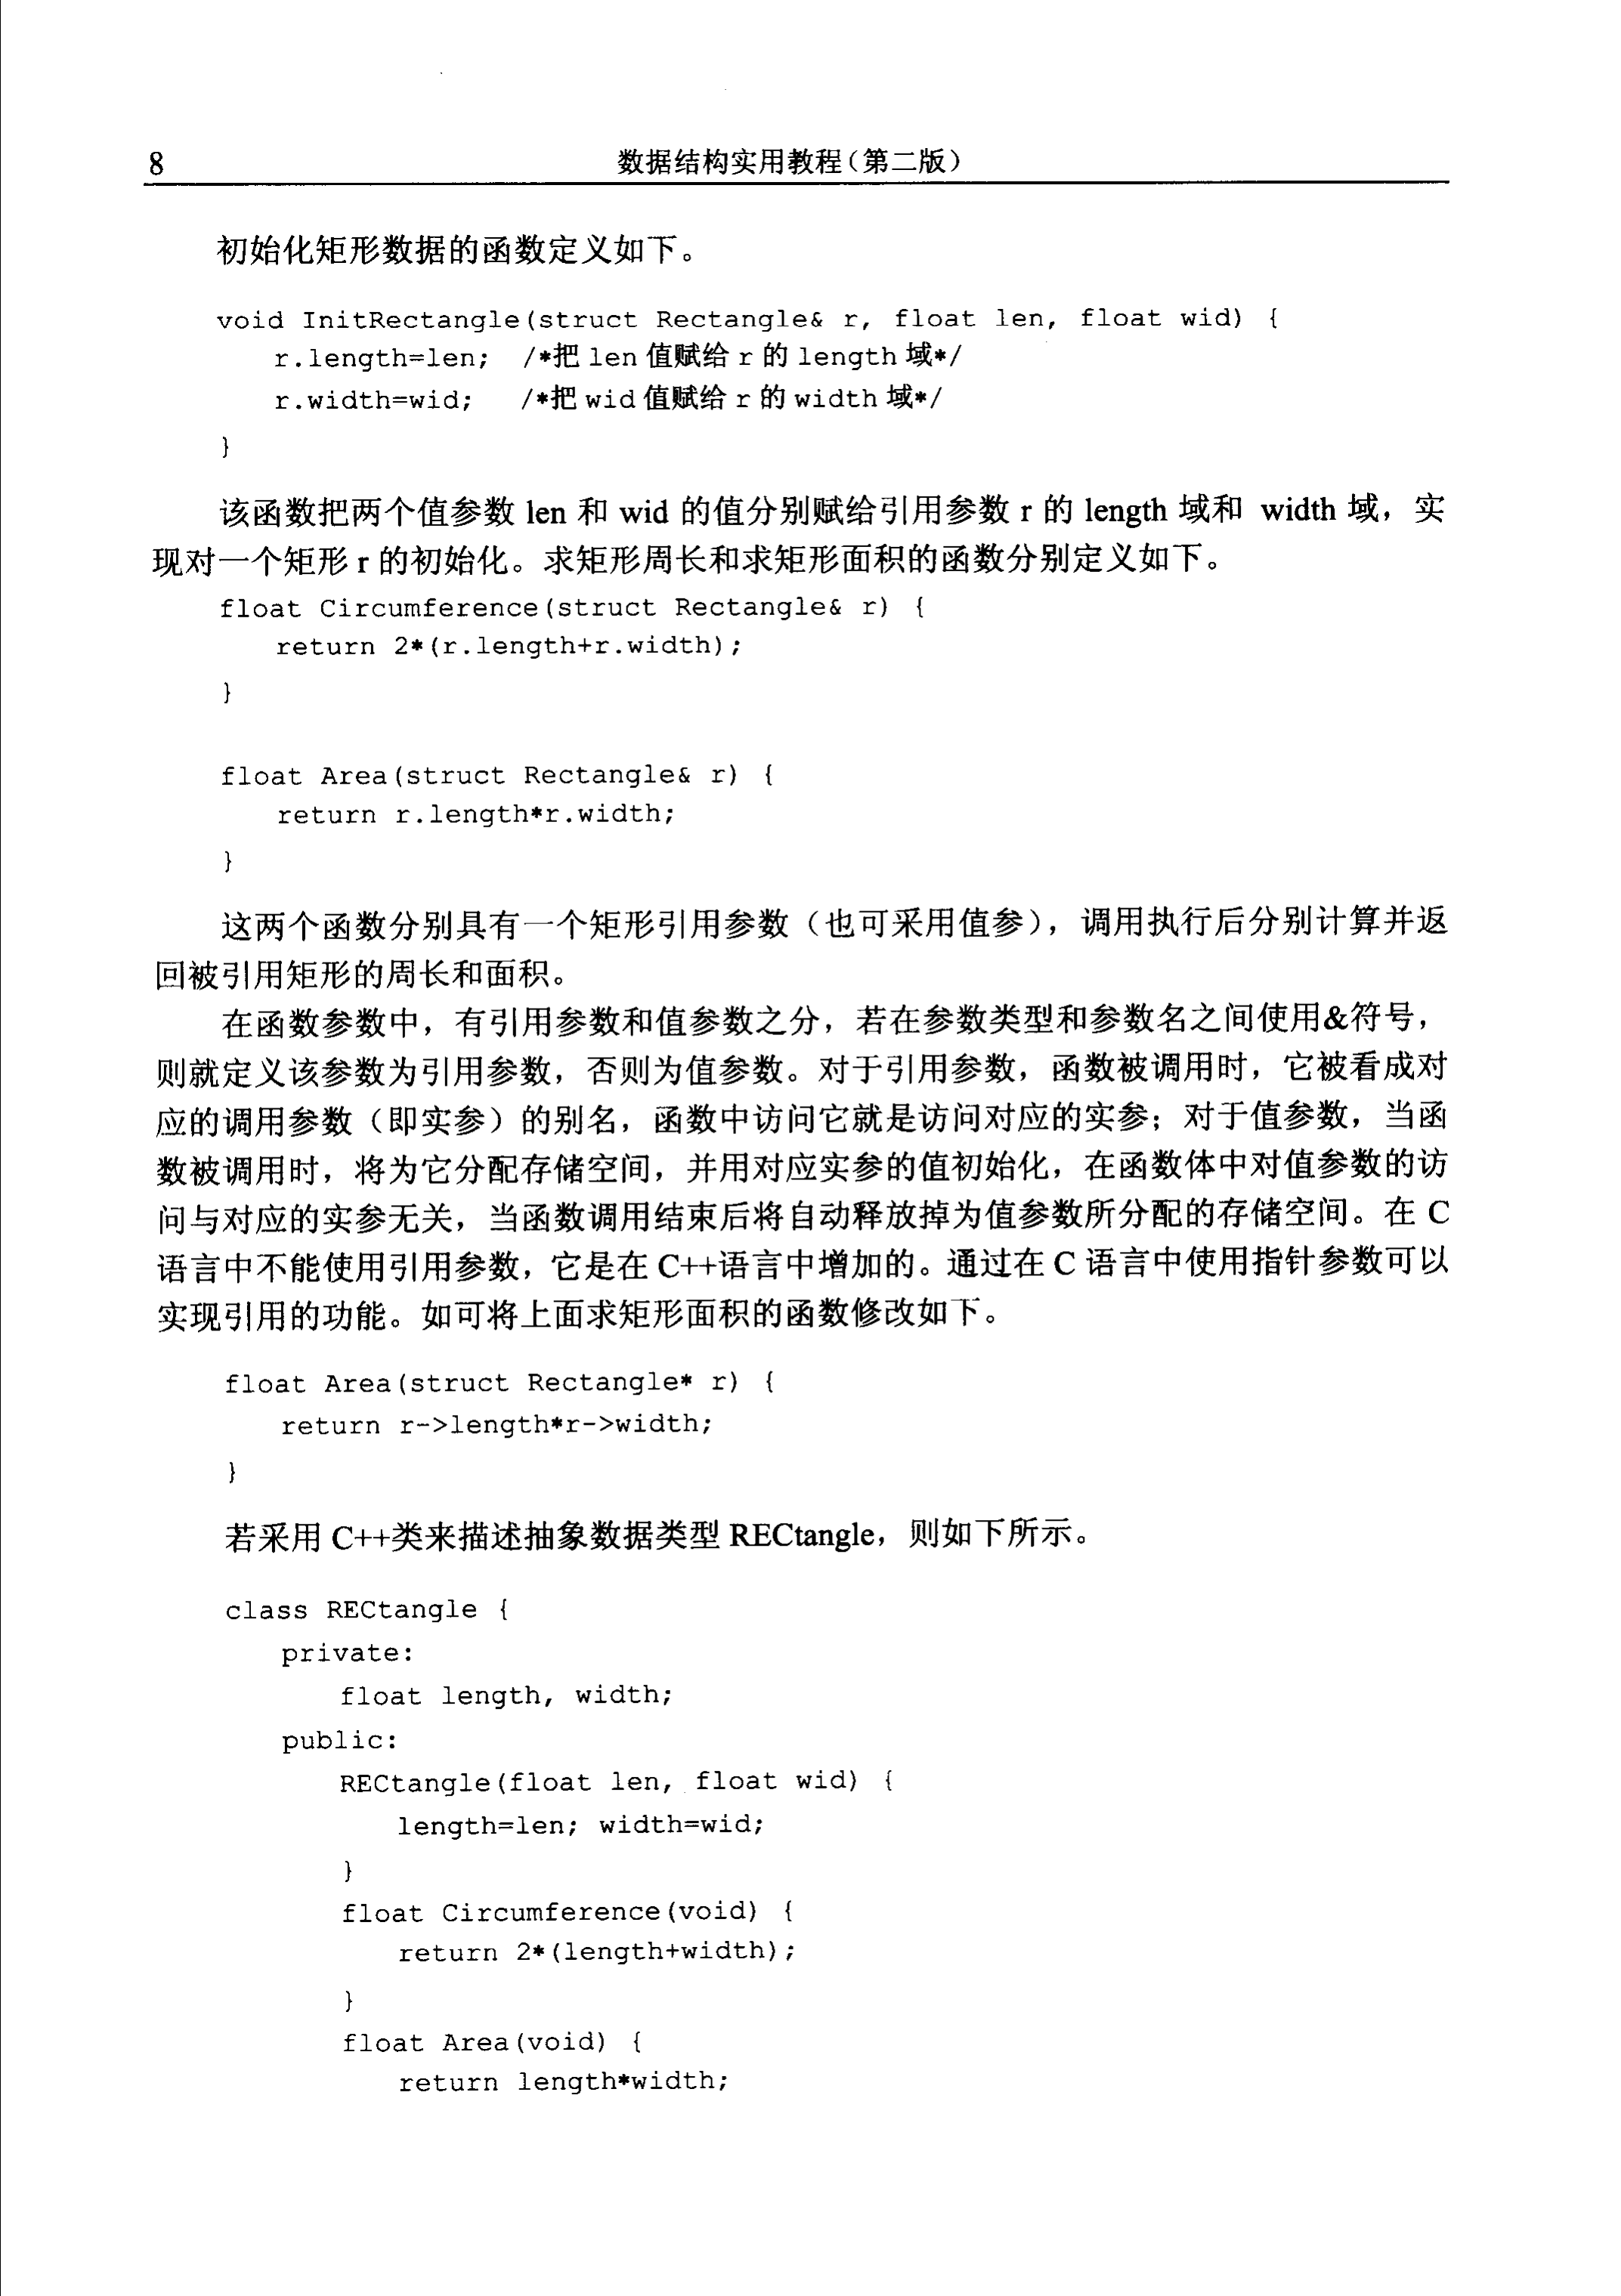 8
数据结构实用教程(第二版)
初始化矩形数据的函数定义如下。
void InitRectangle(struct Rectangle& r, float len, float wid) {
r.length=len; /*把 len 值赋给 r 的 length 域*/
r.width=wid; /*把 wid 值赋给 r 的 width 域*/
}
该函数把两个值参数 len 和 wid 的值分别赋给引用参数 r 的 length 域和 width 域，实
现对一个矩形 r 的初始化。求矩形周长和求矩形面积的函数分别定义如下。
float Circumference(struct Rectangle& r) {
return 2*(r.length+r.width);
}
float Area(struct Rectangle& r) {
return r.length*r.width;
}
这两个函数分别具有一个矩形引用参数（也可采用值参），调用执行后分别计算并返
回被引用矩形的周长和面积。
在函数参数中，有引用参数和值参数之分，若在参数类型和参数名之间使用&符号，
则就定义该参数为引用参数，否则为值参数。对于引用参数，函数被调用时，它被看成对
应的调用参数（即实参）的别名，函数中访问它就是访问对应的实参；对于值参数，当函
数被调用时，将为它分配存储空间，并用对应实参的值初始化，在函数体中对值参数的访
问与对应的实参无关，当函数调用结束后将自动释放掉为值参数所分配的存储空间。在 C
语言中不能使用引用参数，它是在 C++语言中增加的。通过在 C 语言中使用指针参数可以
实现引用的功能。如可将上面求矩形面积的函数修改如下。
float Area(struct Rectangle* r) {
return r->length*r->width;
}
若采用 C++类来描述抽象数据类型 RECtangle，则如下所示。
class RECtangle {
private:
float length, width;
public:
RECtangle(float len, float wid) {
length=len; width=wid;
}
float Circumference(void) {
return 2*(length+width);
}
float Area(void) {
return length*width;